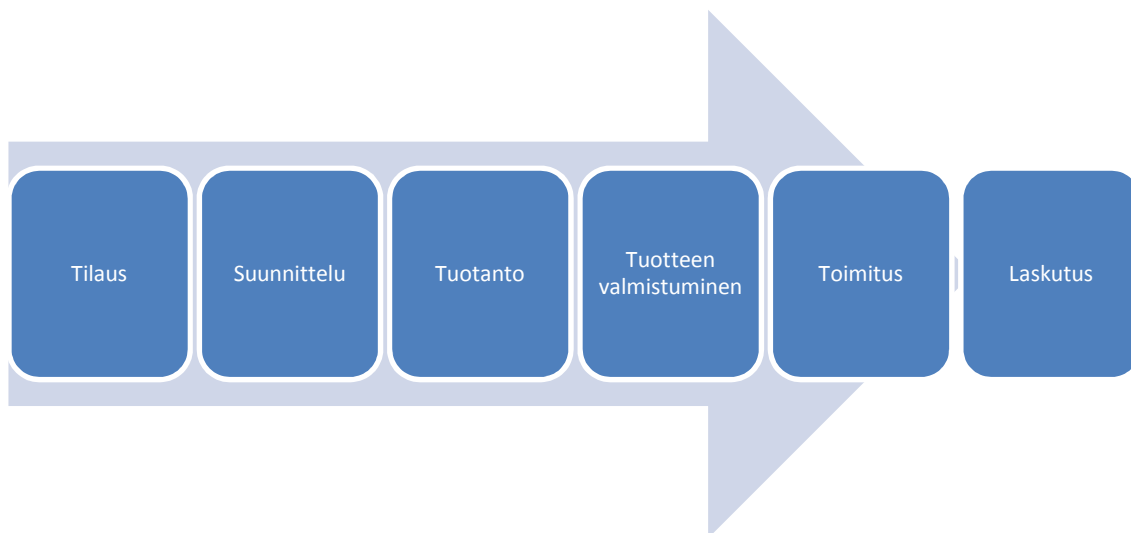 Tilaus
Suunnittelu
Tuotanto
Tuotteen
valmistuminen
Toimitus
Laskutus